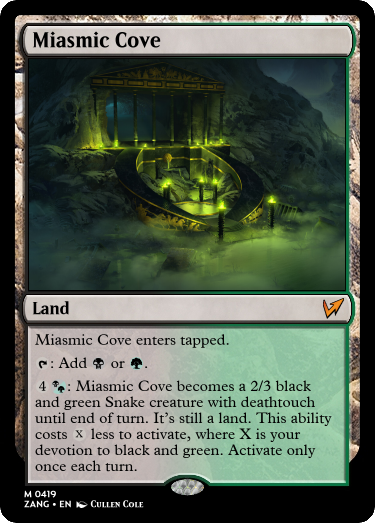 Miasmic Cove
Land
Miasmic Cove enters tapped.
: Add or .
4 : Miasmic Cove becomes a 2/3 black
and green Snake creature with deathtouch
until end of turn. It's still a land. This ability
costs X less to activate, where X is your
devotion to black and green. Activate only
once each turn.
M 0419
ZANG • EN Cullen Cole